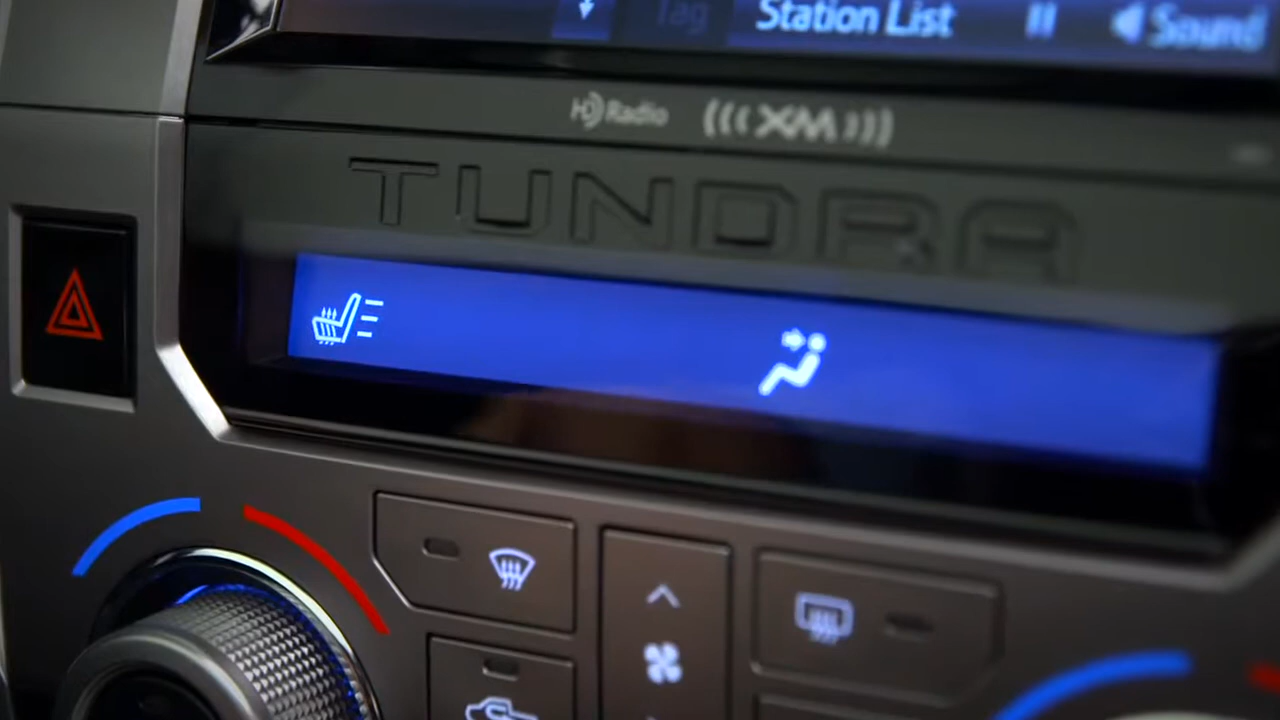 Tag Station List Sound
HD Radio ((( XM )))
TUNDRA